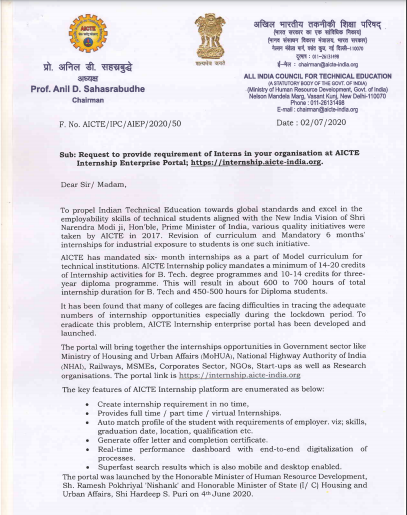 AICTE
सत्यमेव जयते
अखिल भारतीय तकनीकी शिक्षा परिषद्
(भारत सरकार का एक सांविधिक निकाय)
(मानव संसाधन विकास मंत्रालय, भारत सरकार)
नेल्सन मंडेला मार्ग, वसंत कुंज, नई दिल्ली-110070
दूरभाष : 011-26131498
ई-मेल : chairman@aicte-india.org
प्रो. अनिल डी. सहस्रबुद्धे
अध्यक्ष
Prof. Anil D. Sahasrabudhe
Chairman
ALL INDIA COUNCIL FOR TECHNICAL EDUCATION
(A STATUTORY BODY OF THE GOVT. OF INDIA)
(Ministry of Human Resource Development, Govt. of India)
Nelson Mandela Marg, Vasant Kunj, New Delhi-110070
Phone : 011-26131498
E-mail : chairman@aicte-india.org
F. No. AICTE/IPC/AIEP/2020/50
Date : 02/07/2020
Sub: Request to provide requirement of Interns in your organisation at AICTE
Internship Enterprise Portal; https://internship.aicte-india.org.
Dear Sir/ Madam,
To propel Indian Technical Education towards global standards and excel in the
employability skills of technical students aligned with the New India Vision of Shri
Narendra Modi ji, Hon'ble, Prime Minister of India, various quality initiatives were
taken by AICTE in 2017. Revision of curriculum and Mandatory 6 months'
internships for industrial exposure to students is one such initiative.
AICTE has mandated six- month internships as a part of Model curriculum for
technical institutions. AICTE Internship policy mandates a minimum of 14-20 credits
of Internship activities for B. Tech, degree programmes and 10-14 credits for three-
year diploma programme. This will result in about 600 to 700 hours of total
internship duration for B. Tech and 450-500 hours for Diploma students.
It has been found that many of colleges are facing difficulties in tracing the adequate
numbers of internship opportunities especially during the lockdown period. To
eradicate this problem, AICTE Internship enterprise portal has been developed and
launched.
The portal will bring together the internships opportunities in Government sector like
Ministry of Housing and Urban Affairs (MoHUA), National Highway Authority of India
(NHAI), Railways, MSMEs, Corporates Sector, NGOs, Start-ups as well as Research
organisations. The portal link is https://internship.aicte-india.org
The key features of AICTE Internship platform are enumerated as below:
• Create internship requirement in no time,
• Provides full time / part time / virtual Internships.
• Auto match profile of the student with requirements of employer. viz; skills,
graduation date, location, qualification etc.
• Generate offer letter and completion certificate.
• Real-time performance dashboard with end-to-end digitalization of
processes.
• Superfast search results which is also mobile and desktop enabled.
The portal was launched by the Honorable Minister of Human Resource Development,
Sh. Ramesh Pokhriyal 'Nishank' and Honorable Minister of State (I/ C) Housing and
Urban Affairs, Shi Hardeep S. Puri on 4th June 2020.